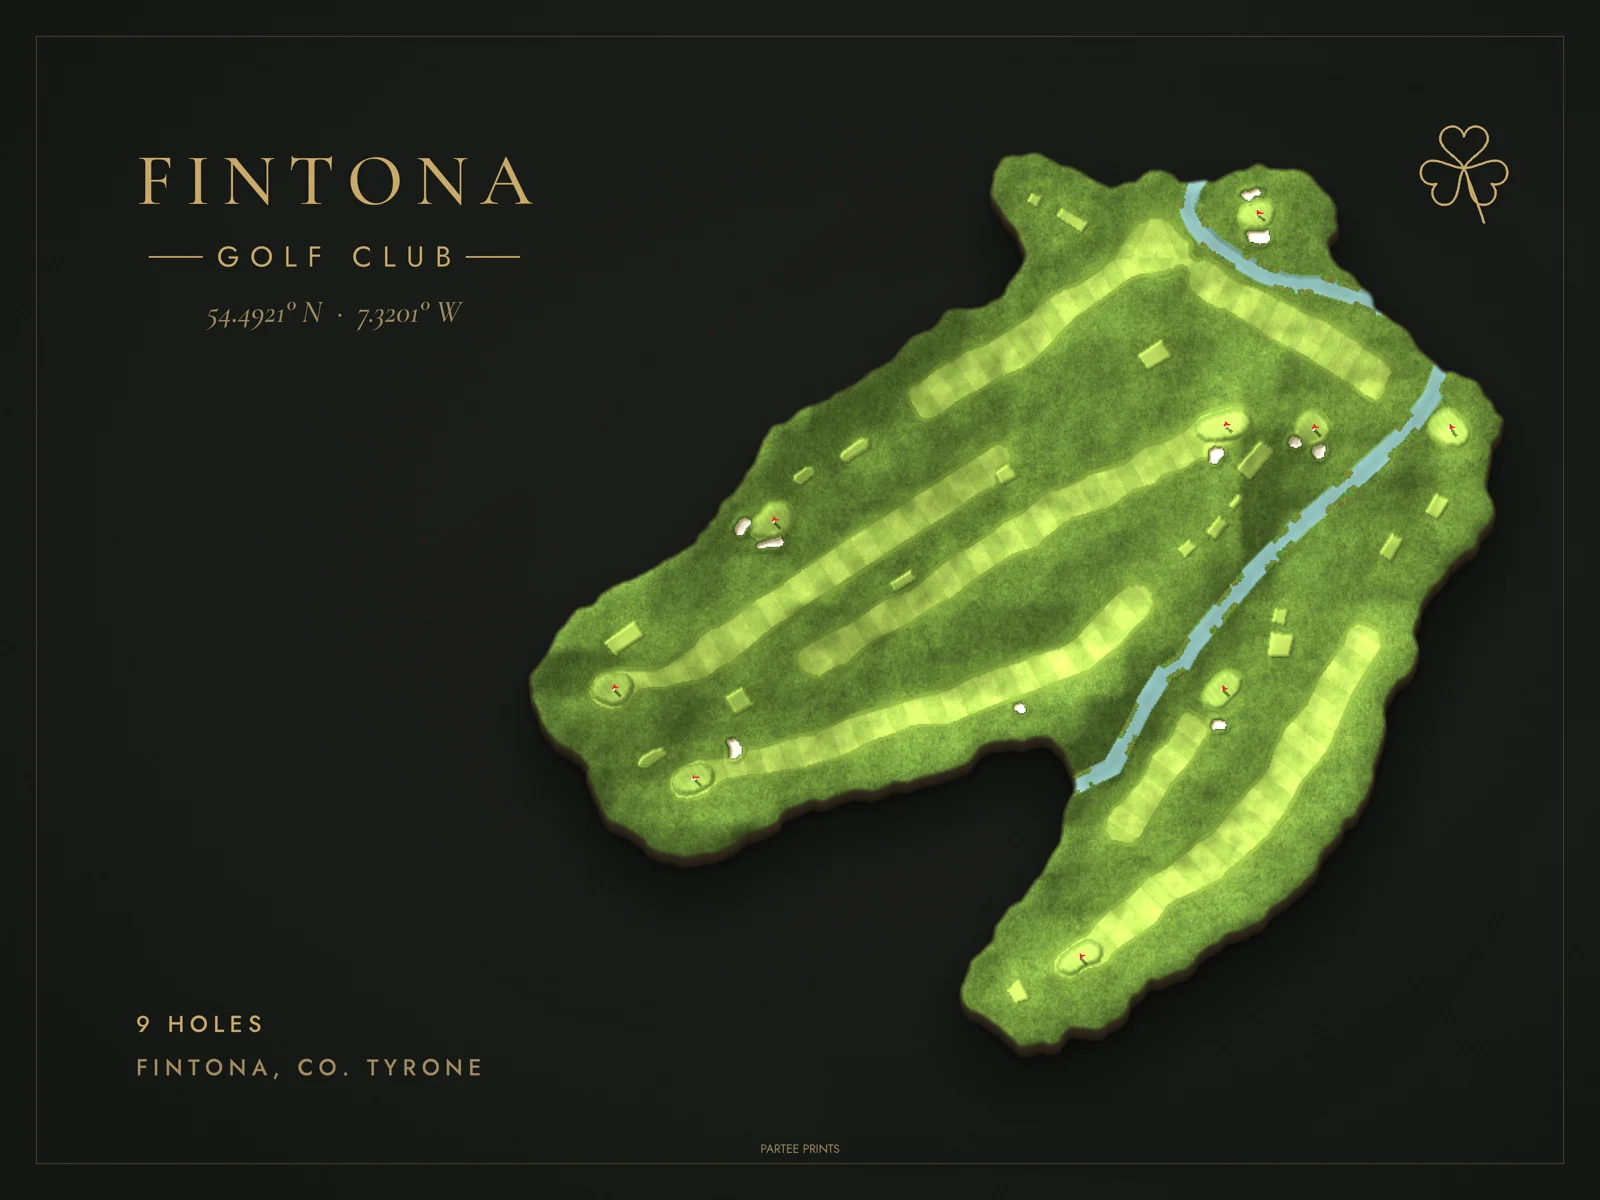 FINTONA
GOLF CLUB
54.4921° N · 7.3201° W
9 HOLES
FINTONA, CO. TYRONE
PARTEE PRINTS